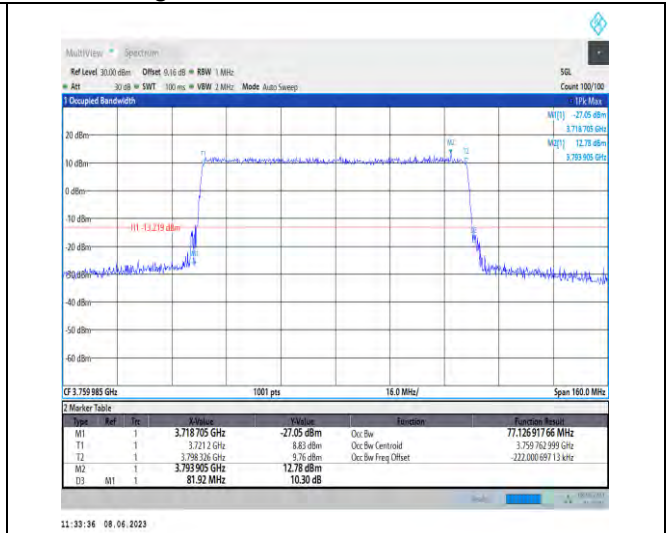 MultiView Spectrum
Ref Level 30.00 dBm Offset 0.16 dB RBW 1 MHz SGL
Att 30 dB SWT 100 ms VBW 2 MHz Mode Auto Sweep Count 100/100
1 Occupied Bandwidth 1Pk Max
M1[1] -27.05 dBm
3.718 705 GHz
M2[1] 12.78 dBm
3.793 905 GHz
20 dBm
M2
T1 T2
10 dBm
0 dBm
-10 dBm
H1 -13.219 dBm
-20 dBm
M1
-30 dBm
-40 dBm
-50 dBm
-60 dBm
CF 3.759 985 GHz 1001 pts 16.0 MHz/ Span 160.0 MHz
2 Marker Table
Type Ref Trc X-Value Y-Value Function Function Result
M1 1 3.718 705 GHz -27.05 dBm Occ Bw 77.126 917 66 MHz
T1 1 3.721 2 GHz 8.83 dBm Occ Bw Centroid 3.759 762 999 GHz
T2 1 3.798 326 GHz 9.76 dBm Occ Bw Freq Offset -222.000 697 13 kHz
M2 1 3.793 905 GHz 12.78 dBm
D3 M1 1 81.92 MHz 10.30 dB
11:33:36 08.06.2023